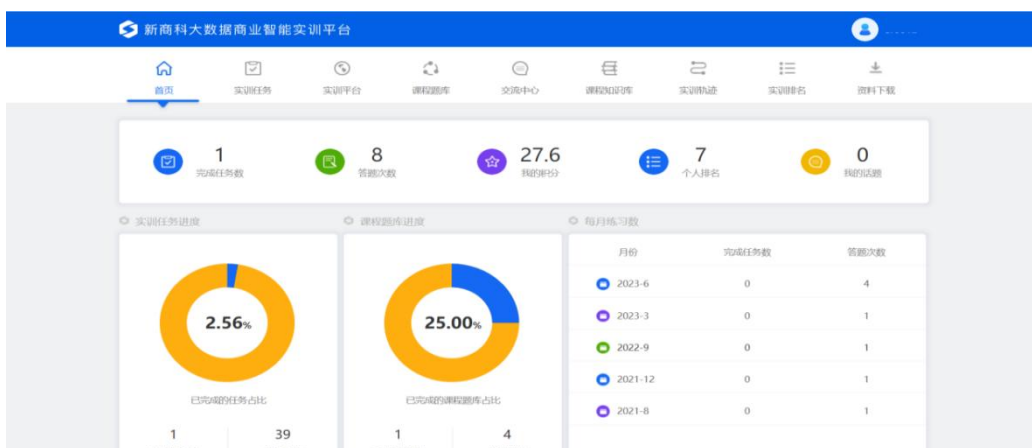 新商科大数据商业智能实训平台
首页 实训任务 实训平台 课程题库 交流中心 课程知识库 实训轨迹 实训排名 资料下载
1 8 27.6 7 0
完成任务数 答题次数 我的积分 个人排名 我的话题
实训任务进度 课程题库进度 每月练习数
月份 完成任务数 答题次数
2023-6 0 4
2023-3 0 1
2.56% 25.00%
2022-9 0 1
2021-12 0 1
已完成的任务占比 已完成的课程题库占比
2021-8 0 1
1 39 1 4